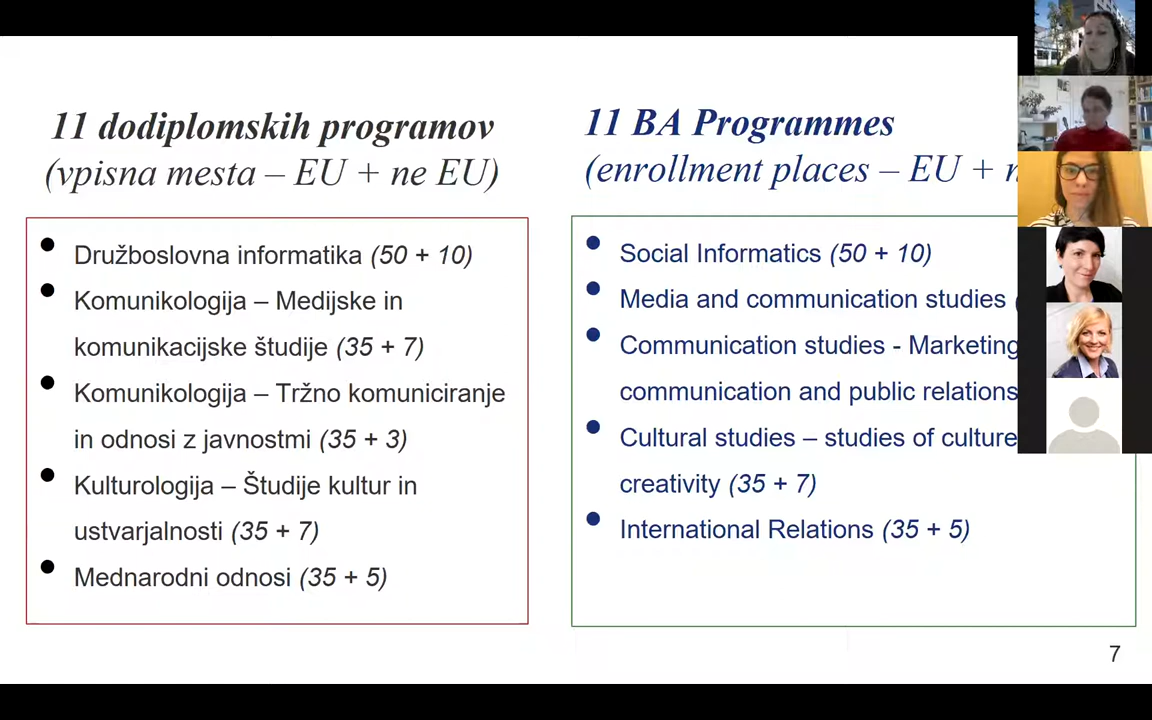 11 dodiplomskih programov
(vpisna mesta – EU + ne EU)
Družboslovna informatika (50 + 10)
Komunikologija – Medijske in
komunikacijske študije (35 + 7)
Komunikologija – Tržno komuniciranje
in odnosi z javnostmi (35 + 3)
Kulturologija – Študije kultur in
ustvarjalnosti (35 + 7)
Mednarodni odnosi (35 + 5)
11 BA Programmes
(enrollment places – EU +
Social Informatics (50 + 10)
Media and communication studies (
Communication studies - Marketing
communication and public relations
Cultural studies – studies of culture
creativity (35 + 7)
International Relations (35 + 5)
7